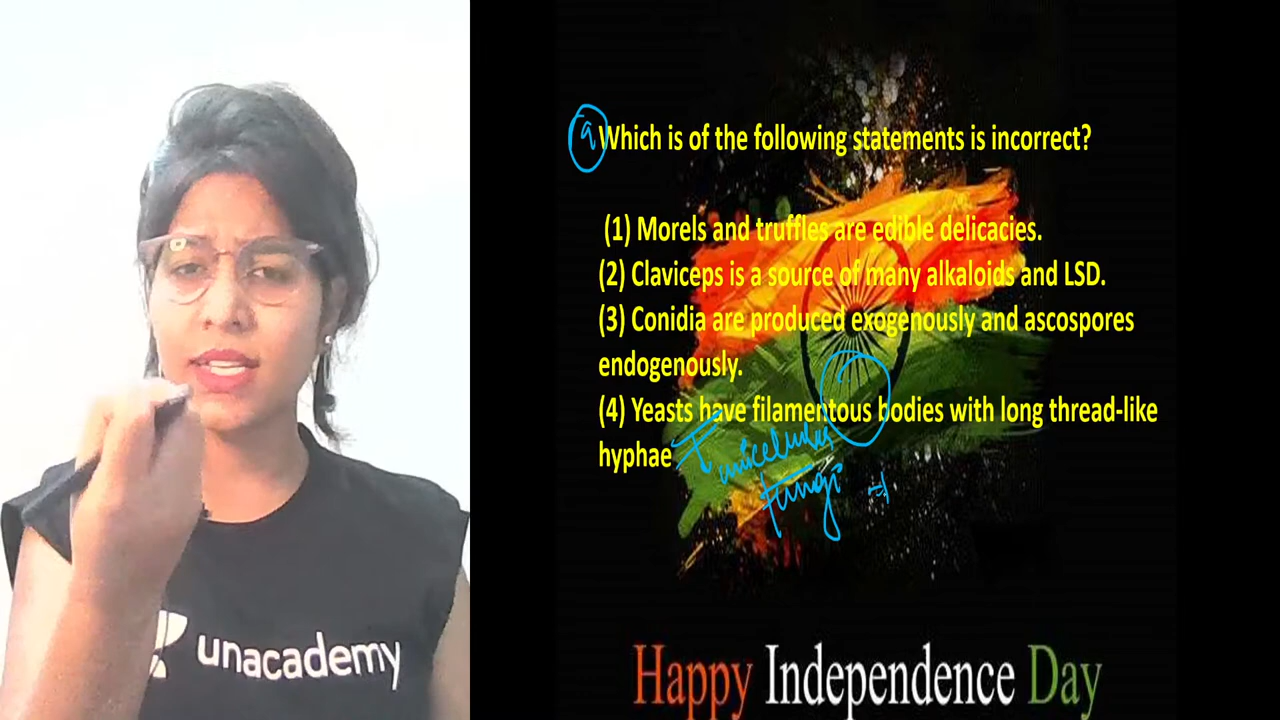 9
Which is of the following statements is incorrect?
(1) Morels and truffles are edible delicacies.
(2) Claviceps is a source of many alkaloids and LSD.
(3) Conidia are produced exogenously and ascospores
endogenously.
(4) Yeasts have filamentous bodies with long thread-like
hyphae
unicellular
fungi
unacademy
Happy Independence Day